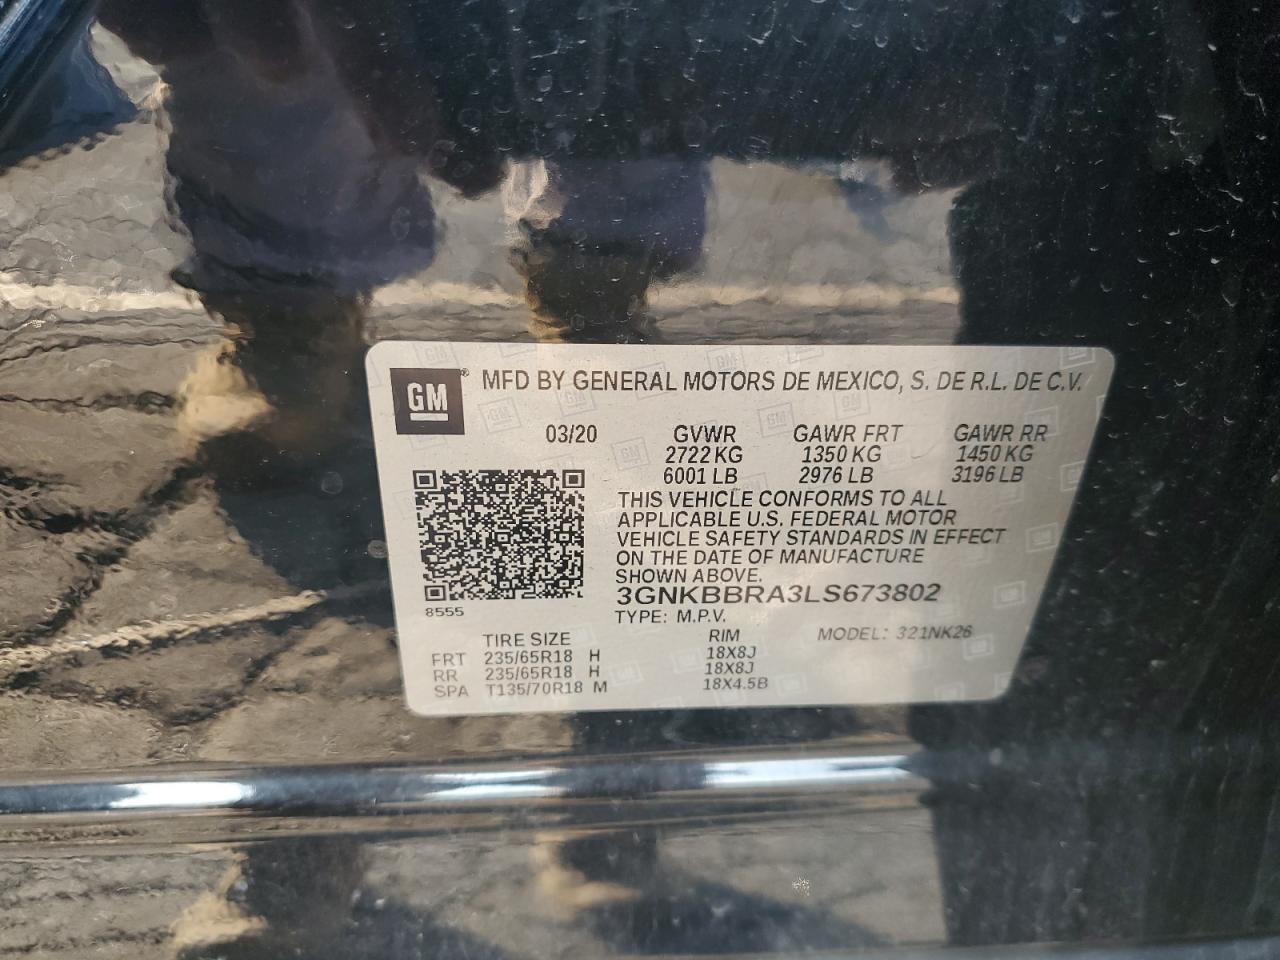 GM® MFD BY GENERAL MOTORS DE MEXICO, S. DE R.L. DE C.V.
03/20 GVWR GAWR FRT GAWR RR
2722 KG 1350 KG 1450 KG
6001 LB 2976 LB 3196 LB
THIS VEHICLE CONFORMS TO ALL
APPLICABLE U.S. FEDERAL MOTOR
VEHICLE SAFETY STANDARDS IN EFFECT
ON THE DATE OF MANUFACTURE
SHOWN ABOVE.
3GNKBBRA3LS673802
8555 TYPE: M.P.V.
TIRE SIZE RIM MODEL: 321NK26
FRT 235/65R18 H 18X8J
RR 235/65R18 H 18X8J
SPA T135/70R18 M 18X4.5B